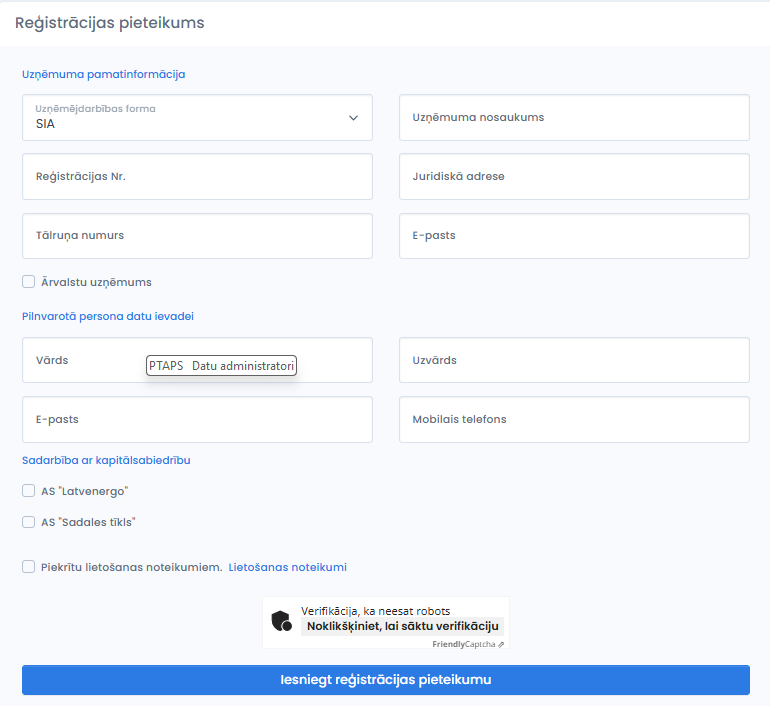 Reģistrācijas pieteikums
Uzņēmuma pamatinformācija
Uzņēmējdarbības forma
SIA
Uzņēmuma nosaukums
Reģistrācijas Nr.
Juridiskā adrese
Tālruņa numurs
E-pasts
Ārvalstu uzņēmums
Pilnvarotā persona datu ievadei
Vārds
PTAPS Datu administratori
Uzvārds
E-pasts
Mobilais telefons
Sadarbība ar kapitālsabiedrību
AS "Latvenergo"
AS "Sadales tīkls"
Piekrītu lietošanas noteikumiem. Lietošanas noteikumi
Verifikācija, ka neesat robots
Noklikšķiniet, lai sāktu verifikāciju
FriendlyCaptcha ⇗
Iesniegt reģistrācijas pieteikumu